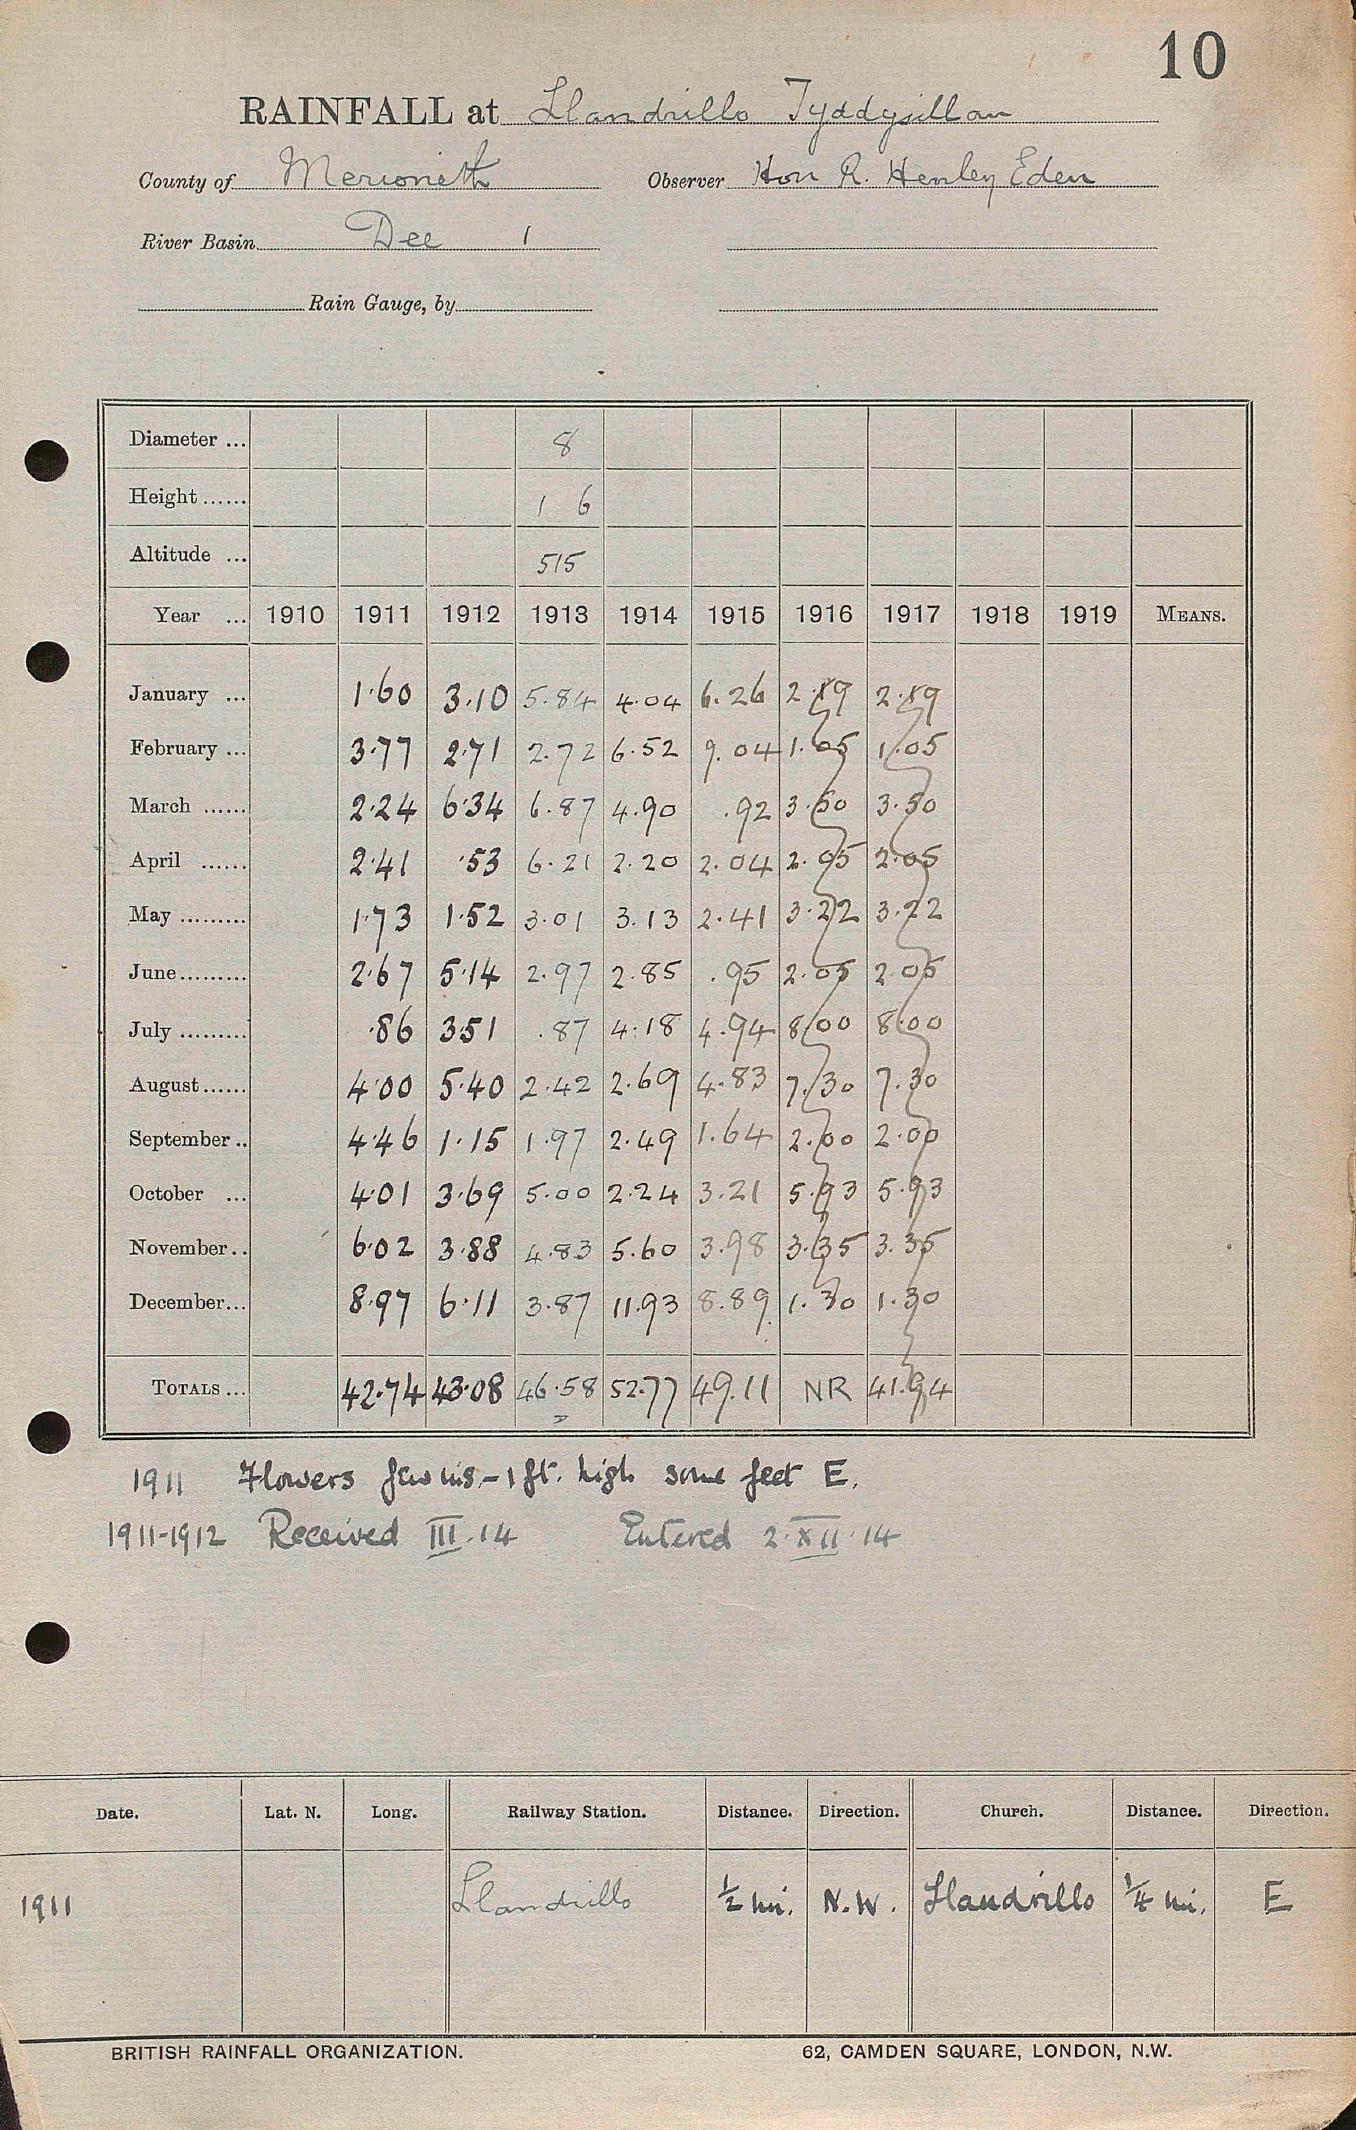 10
RAINFALL at Llandrillo Tyddyillan
County of Merioneth Observer Hon R. Henley Eden
River Basin Dee 1
Rain Gauge, by
Diameter ... 8
Height ...... 1 6
Altitude ... 515
Year ... 1910 1911 1912 1913 1914 1915 1916 1917 1918 1919 MEANS.
January ... 1.60 3.10 5.84 4.04 6.26 2.89 2.89
February ... 3.77 2.71 2.72 6.52 9.04 1.05 1.05
March ...... 2.24 6.34 6.87 4.90 .92 3.50 3.50
April ...... 2.41 .53 6.21 2.20 2.04 2.95 2.05
May ......... 1.73 1.52 3.01 3.13 2.41 3.22 3.22
June ......... 2.67 5.14 2.97 2.85 .95 2.05 2.05
July ......... .86 3.51 .87 4.18 4.94 8.00 8.00
August ...... 4.00 5.40 2.42 2.69 4.83 7.30 7.30
September .. 4.46 1.15 1.97 2.49 1.64 2.00 2.00
October ... 4.01 3.69 5.00 2.24 3.21 5.93 5.93
November .. 6.02 3.88 4.83 5.60 3.98 3.35 3.35
December ... 8.97 6.11 3.87 11.93 8.89 1.30 1.30
TOTALS ... 42.74 43.08 46.58 52.77 49.11 NR 41.94
1911 Flowers few ins.-1 ft. high some feet E.
1911-1912 Received III.14 Entered 2.XII.14
Date. Lat. N. Long. Railway Station. Distance. Direction. Church. Distance. Direction.
1911 Llandrillo ½ mi. N.W. Llandrillo ¼ mi. E
BRITISH RAINFALL ORGANIZATION. 62, CAMDEN SQUARE, LONDON, N.W.